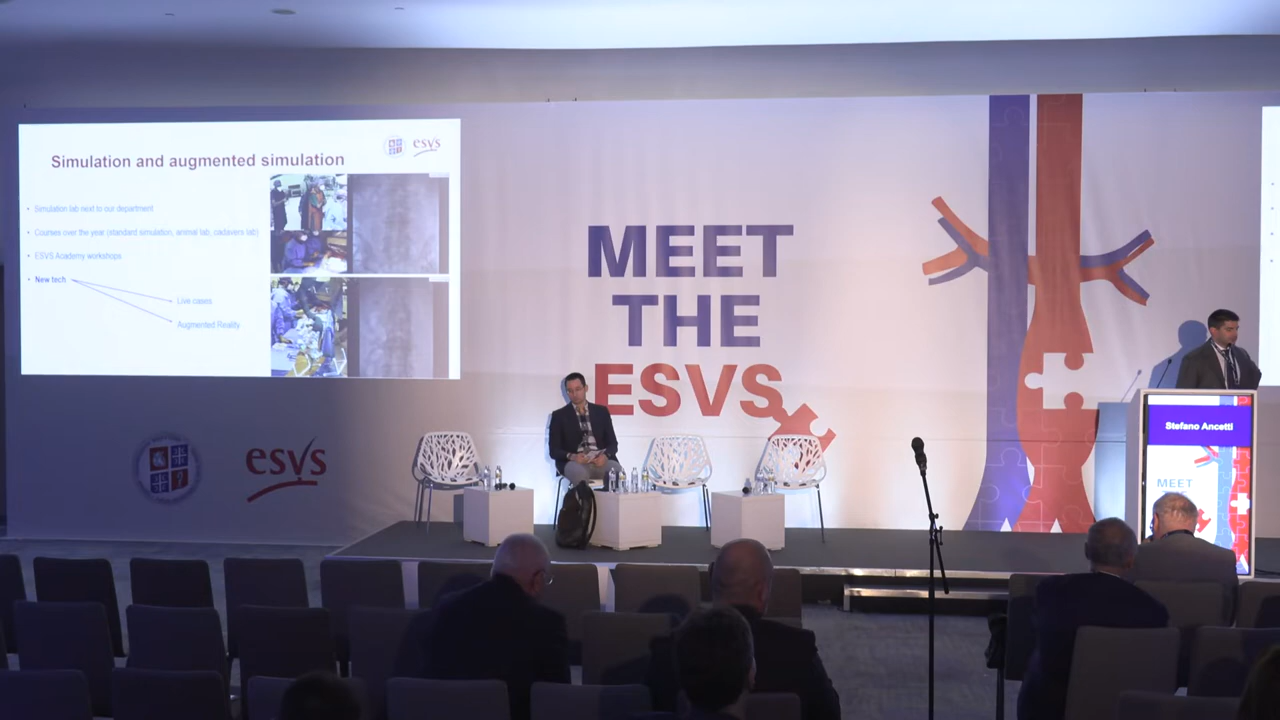 esvs
Simulation and augmented simulation
• Simulation lab next to our department
• Courses over the year (standard simulation, animal lab, cadavers lab)
• ESVS Academy workshops
• New tech
Live cases
Augmented Reality
MEET
THE
ESVS
esvs
Stefano Ancetti
MEET